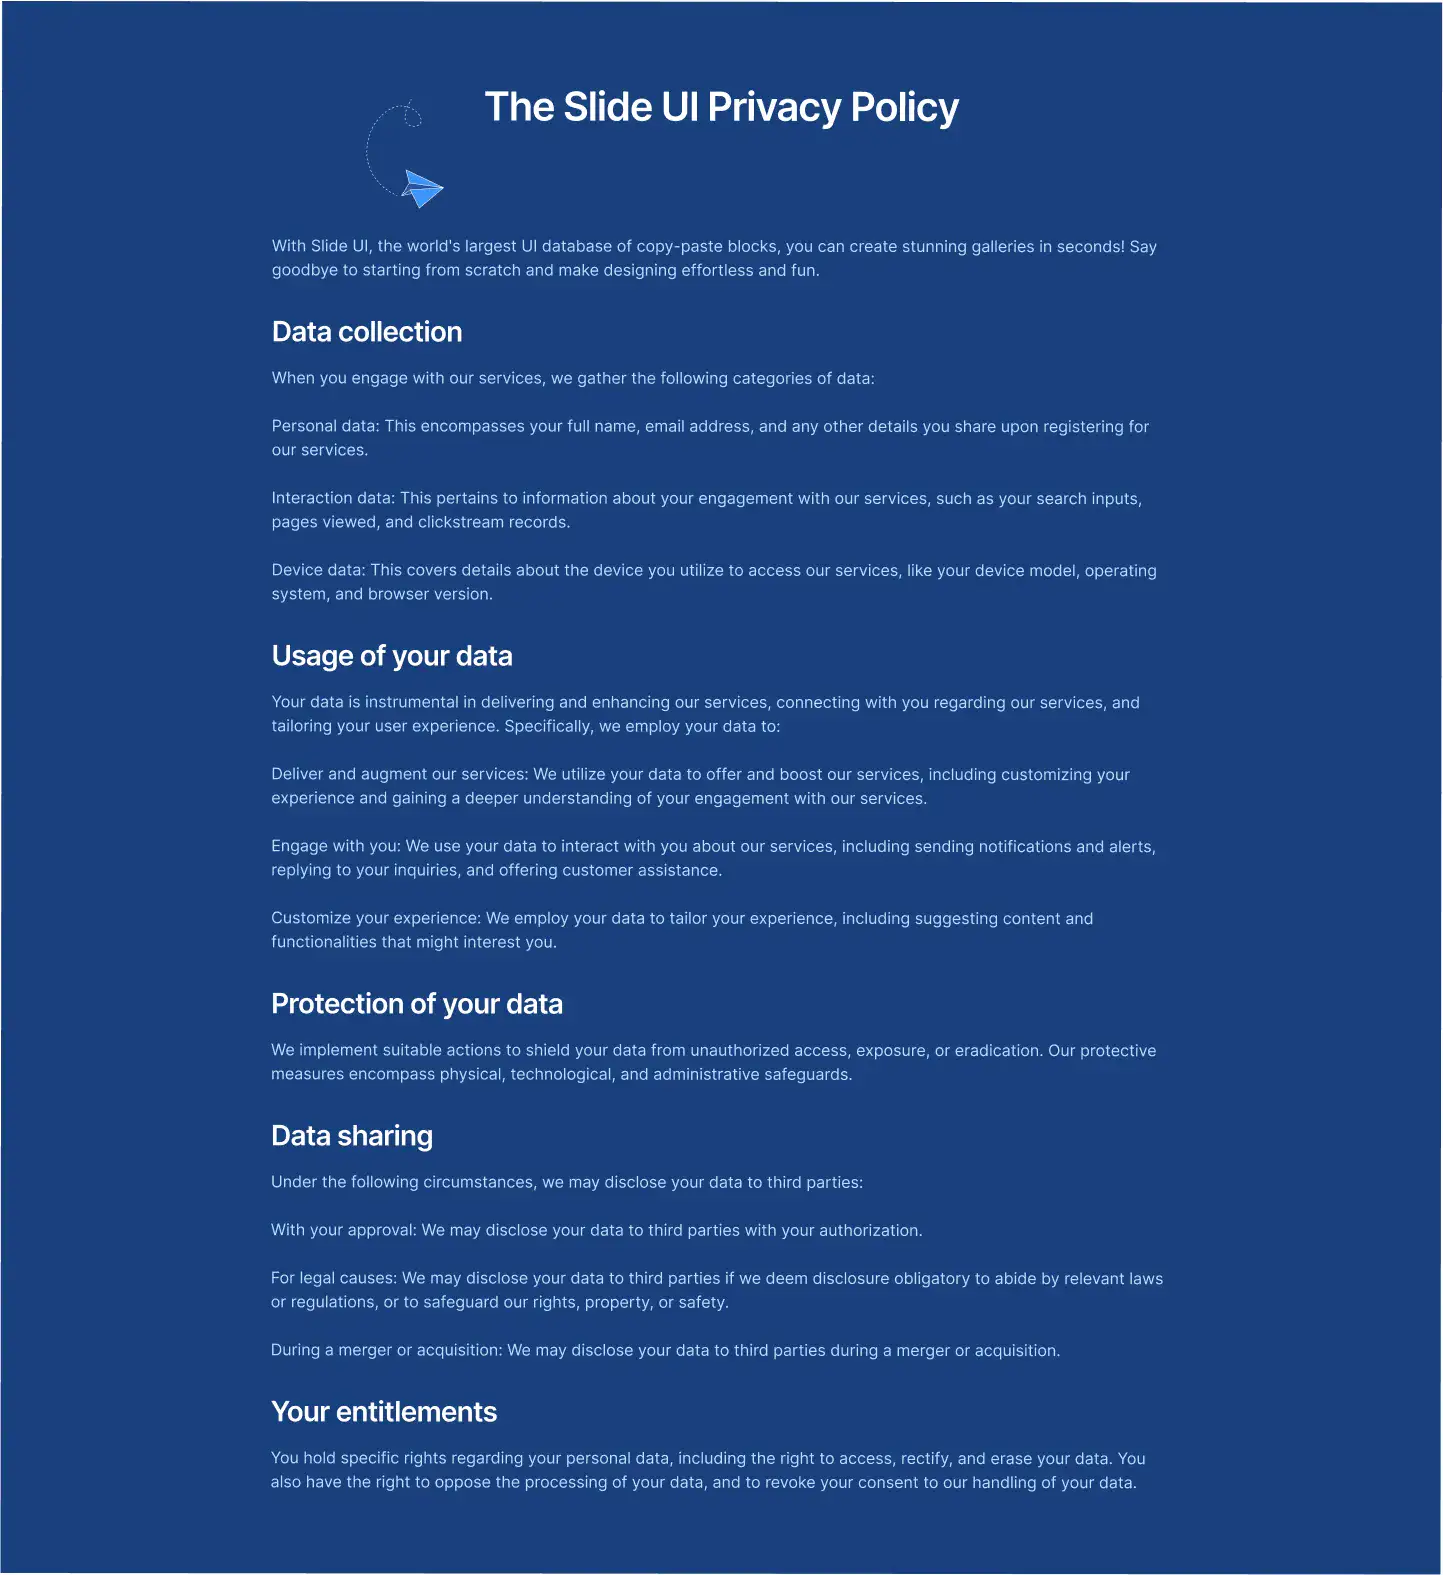 The Slide UI Privacy Policy
With Slide UI, the world's largest UI database of copy-paste blocks, you can create stunning galleries in seconds! Say
goodbye to starting from scratch and make designing effortless and fun.
Data collection
When you engage with our services, we gather the following categories of data:
Personal data: This encompasses your full name, email address, and any other details you share upon registering for
our services.
Interaction data: This pertains to information about your engagement with our services, such as your search inputs,
pages viewed, and clickstream records.
Device data: This covers details about the device you utilize to access our services, like your device model, operating
system, and browser version.
Usage of your data
Your data is instrumental in delivering and enhancing our services, connecting with you regarding our services, and
tailoring your user experience. Specifically, we employ your data to:
Deliver and augment our services: We utilize your data to offer and boost our services, including customizing your
experience and gaining a deeper understanding of your engagement with our services.
Engage with you: We use your data to interact with you about our services, including sending notifications and alerts,
replying to your inquiries, and offering customer assistance.
Customize your experience: We employ your data to tailor your experience, including suggesting content and
functionalities that might interest you.
Protection of your data
We implement suitable actions to shield your data from unauthorized access, exposure, or eradication. Our protective
measures encompass physical, technological, and administrative safeguards.
Data sharing
Under the following circumstances, we may disclose your data to third parties:
With your approval: We may disclose your data to third parties with your authorization.
For legal causes: We may disclose your data to third parties if we deem disclosure obligatory to abide by relevant laws
or regulations, or to safeguard our rights, property, or safety.
During a merger or acquisition: We may disclose your data to third parties during a merger or acquisition.
Your entitlements
You hold specific rights regarding your personal data, including the right to access, rectify, and erase your data. You
also have the right to oppose the processing of your data, and to revoke your consent to our handling of your data.